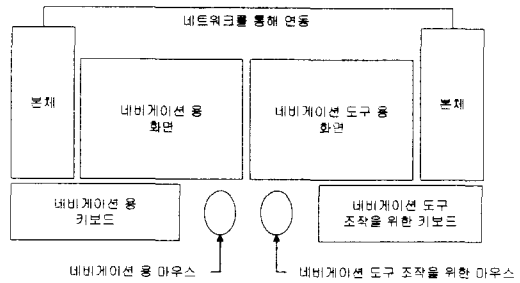 네트워크를 통해 연동
본체
네비게이션 용
화면
네비게이션 도구 용
화면
본체
네비게이션 용
키보드
네비게이션 도구
조작을 위한 키보드
네비게이션 용 마우스
네비게이션 도구 조작을 위한 마우스